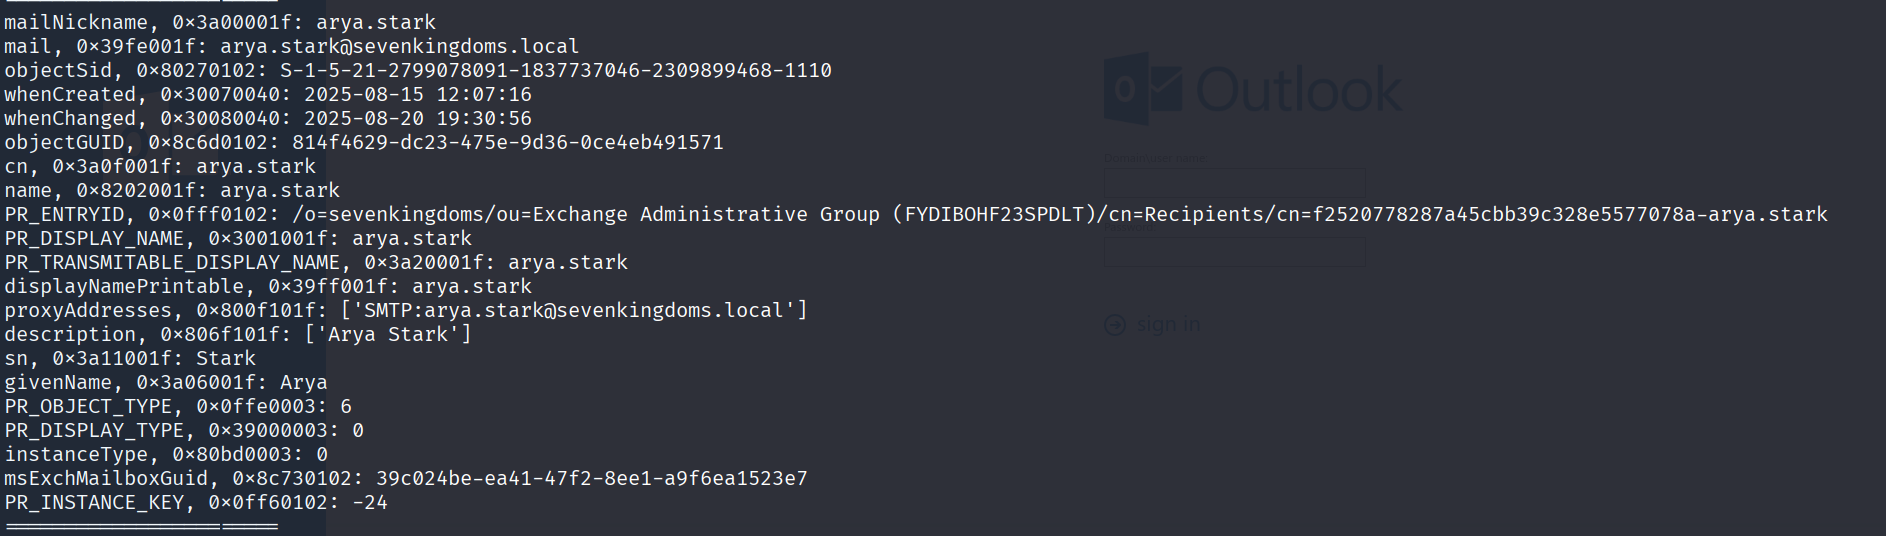 mailNickname, 0×3a00001f: arya.stark
mail, 0×39fe001f: arya.stark@sevenkingdoms.local
objectSid, 0×80270102: S-1-5-21-2799078091-1837737046-2309899468-1110
whenCreated, 0×30070040: 2025-08-15 12:07:16
whenChanged, 0×30080040: 2025-08-20 19:30:56
objectGUID, 0×8c6d0102: 814f4629-dc23-475e-9d36-0ce4eb491571
cn, 0×3a0f001f: arya.stark
name, 0×8202001f: arya.stark
PR_ENTRYID, 0×0fff0102: /o=sevenkingdoms/ou=Exchange Administrative Group (FYDIBOHF23SPDLT)/cn=Recipients/cn=f2520778287a45cbb39c328e5577078a-arya.stark
PR_DISPLAY_NAME, 0×3001001f: arya.stark
PR_TRANSMITABLE_DISPLAY_NAME, 0×3a20001f: arya.stark
displayNamePrintable, 0×39ff001f: arya.stark
proxyAddresses, 0×800f101f: ['SMTP:arya.stark@sevenkingdoms.local']
description, 0×806f101f: ['Arya Stark']
sn, 0×3a11001f: Stark
givenName, 0×3a06001f: Arya
PR_OBJECT_TYPE, 0×0ffe0003: 6
PR_DISPLAY_TYPE, 0×39000003: 0
instanceType, 0×80bd0003: 0
msExchMailboxGuid, 0×8c730102: 39c024be-ea41-47f2-8ee1-a9f6ea1523e7
PR_INSTANCE_KEY, 0×0ff60102: -24
Outlook
sign in